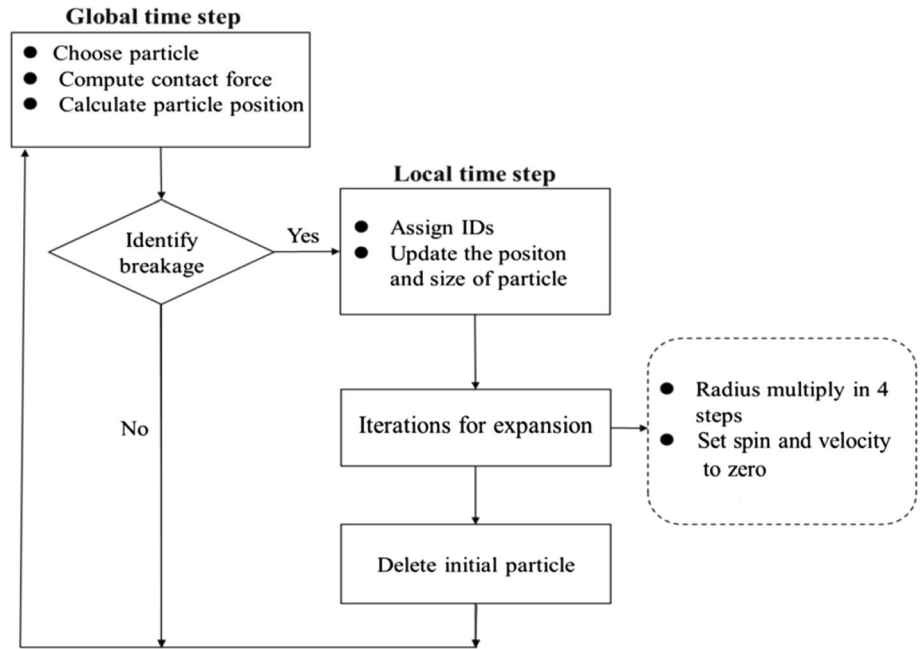 Global time step
● Choose particle
● Compute contact force
● Calculate particle position
Identify
breakage
Yes
No
Local time step
● Assign IDs
● Update the positon
and size of particle
Iterations for expansion
● Radius multiply in 4
steps
● Set spin and velocity
to zero
Delete initial particle